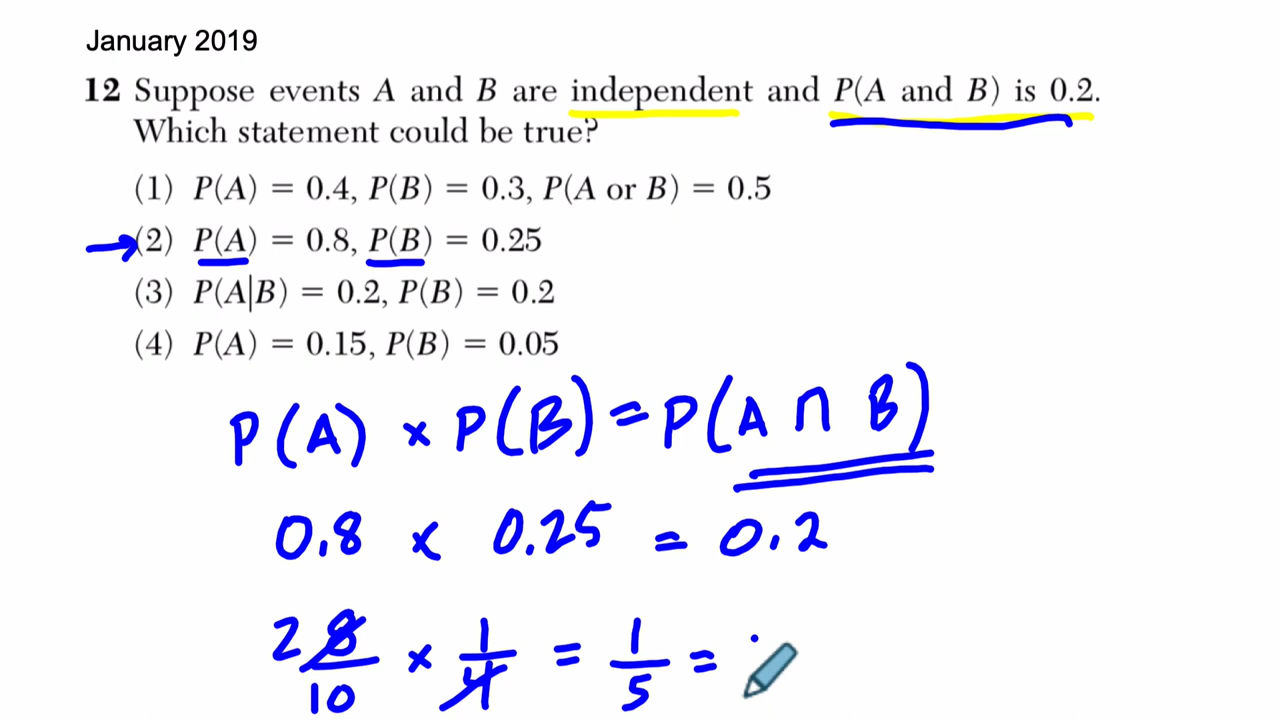 January 2019
12 Suppose events A and B are independent and P(A and B) is 0.2.
Which statement could be true?
(1) P(A) = 0.4, P(B) = 0.3, P(A or B) = 0.5
(2) P(A) = 0.8, P(B) = 0.25
(3) P(A|B) = 0.2, P(B) = 0.2
(4) P(A) = 0.15, P(B) = 0.05
P(A) × P(B) = P(A ∩ B)
0.8 × 0.25 = 0.2
2 8/10 × 1/4 = 1/5 = .